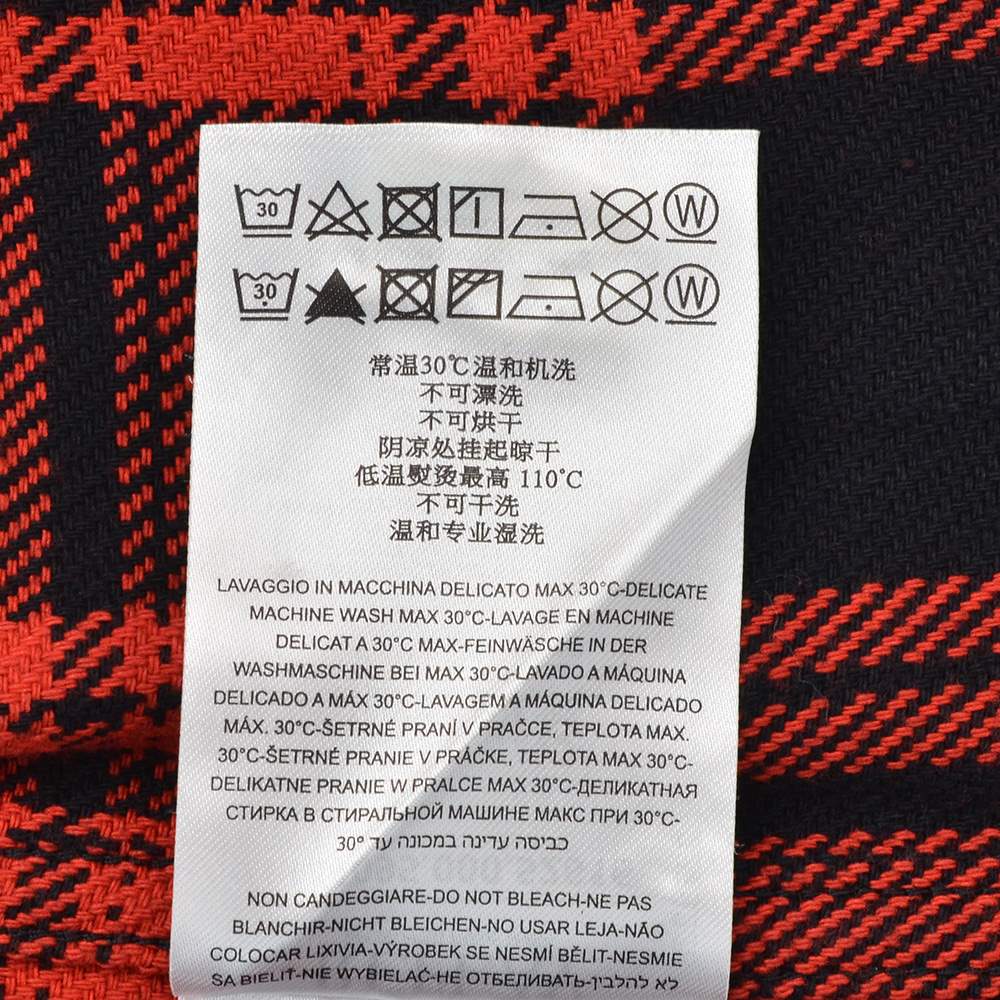 30 W
30 W
常温30℃温和机洗
不可漂洗
不可烘干
阴凉处挂起晾干
低温熨烫最高 110℃
不可干洗
温和专业湿洗
LAVAGGIO IN MACCHINA DELICATO MAX 30°C-DELICATE
MACHINE WASH MAX 30°C-LAVAGE EN MACHINE
DELICAT A 30°C MAX-FEINWÄSCHE IN DER
WASHMASCHINE BEI MAX 30°C-LAVADO A MÁQUINA
DELICADO A MÁX 30°C-LAVAGEM A MÁQUINA DELICADO
MÁX. 30°C-ŠETRNÉ PRANÍ V PRAČCE, TEPLOTA MAX.
30°C-ŠETRNÉ PRANIE V PRÁČKE, TEPLOTA MAX 30°C-
DELIKATNE PRANIE W PRALCE MAX 30°C-ДЕЛИКАТНАЯ
СТИРКА В СТИРАЛЬНОЙ МАШИНЕ МАКС ПРИ 30°C-
כביסה עדינה במכונה עד 30°
NON CANDEGGIARE-DO NOT BLEACH-NE PAS
BLANCHIR-NICHT BLEICHEN-NO USAR LEJA-NÃO
COLOCAR LIXIVIA-VÝROBEK SE NESMÍ BĚLIT-NESMIE
SA BIELIŤ-NIE WYBIELAĆ-НЕ ОТБЕЛИВАТЬ-לא להלבין